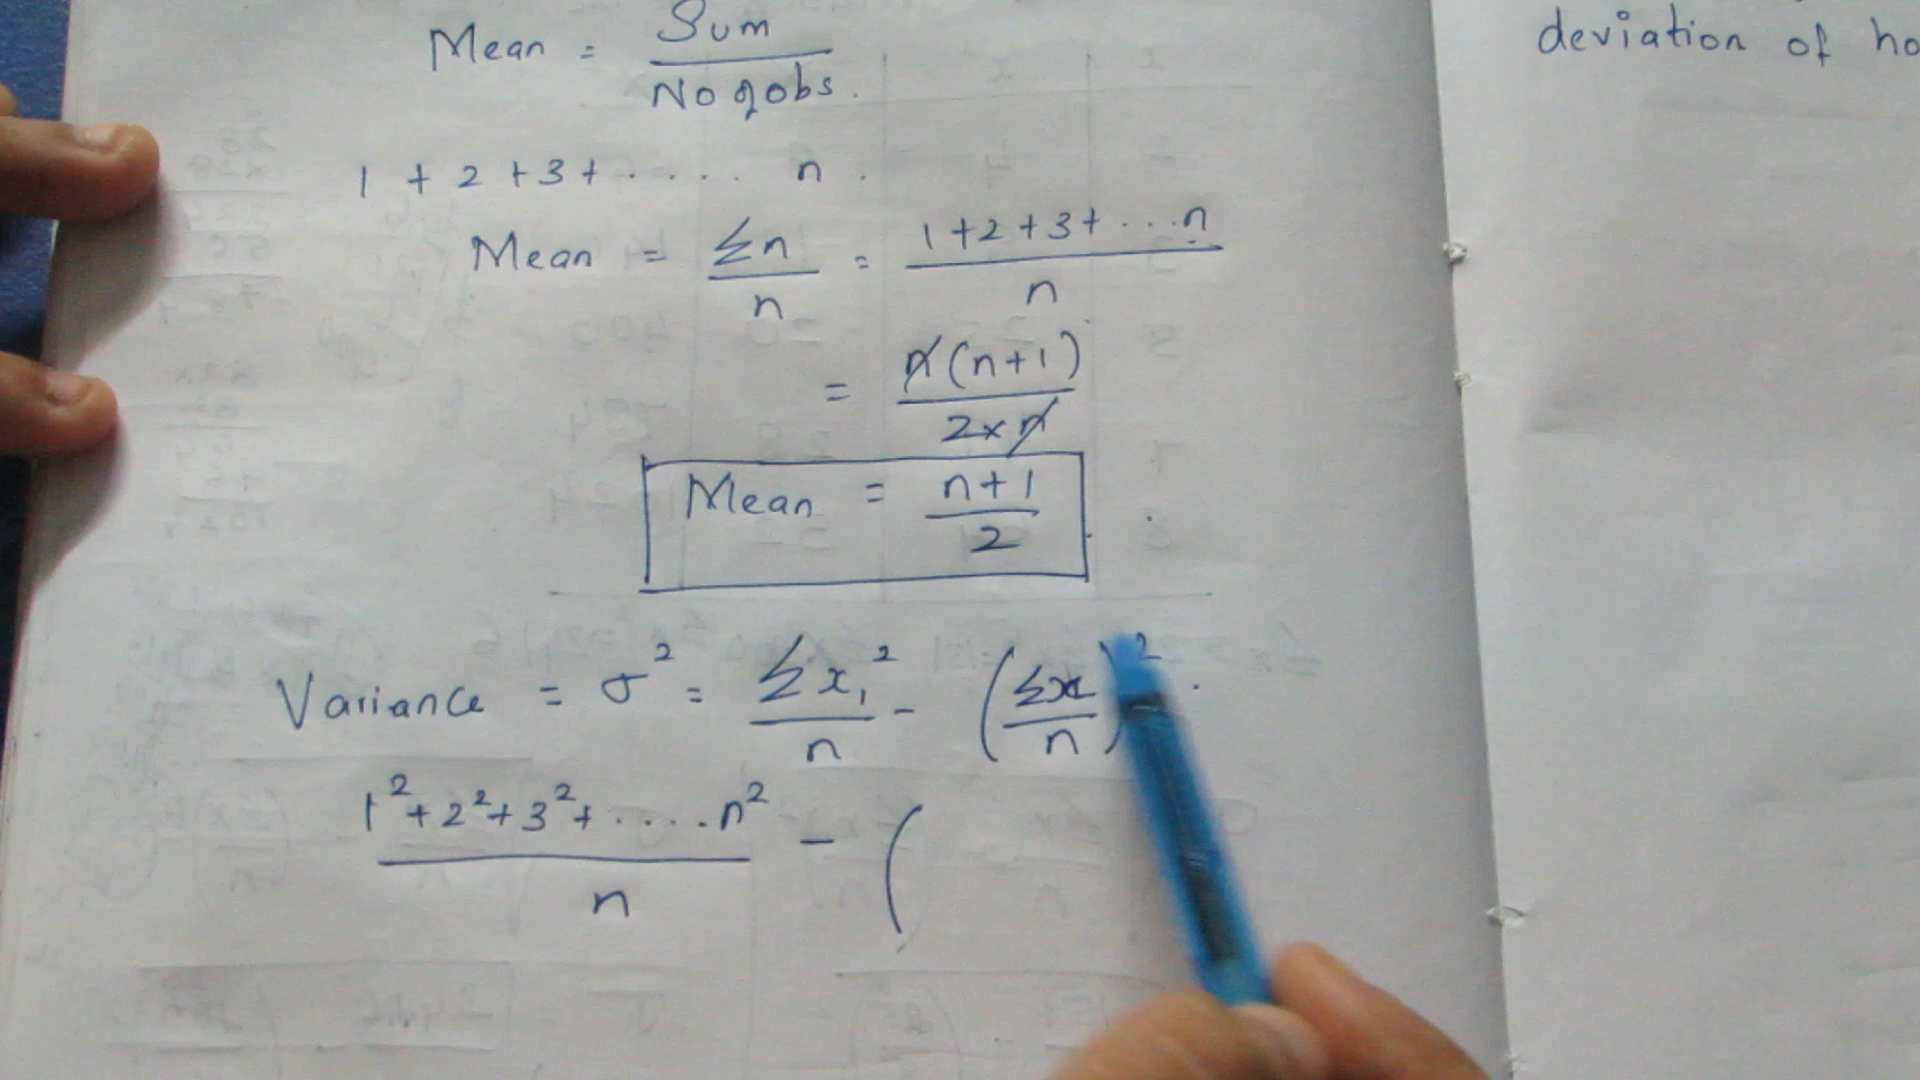 Mean = Sum / No of obs.
1 + 2 + 3 + ..... n .
Mean = Σn / n = 1+2+3+...n / n
= n(n+1) / 2×n
Mean = n+1 / 2
Variance = σ² = Σx₁² / n - (Σx / n)² .
1²+2²+3²+.....n² / n - (
deviation of ho